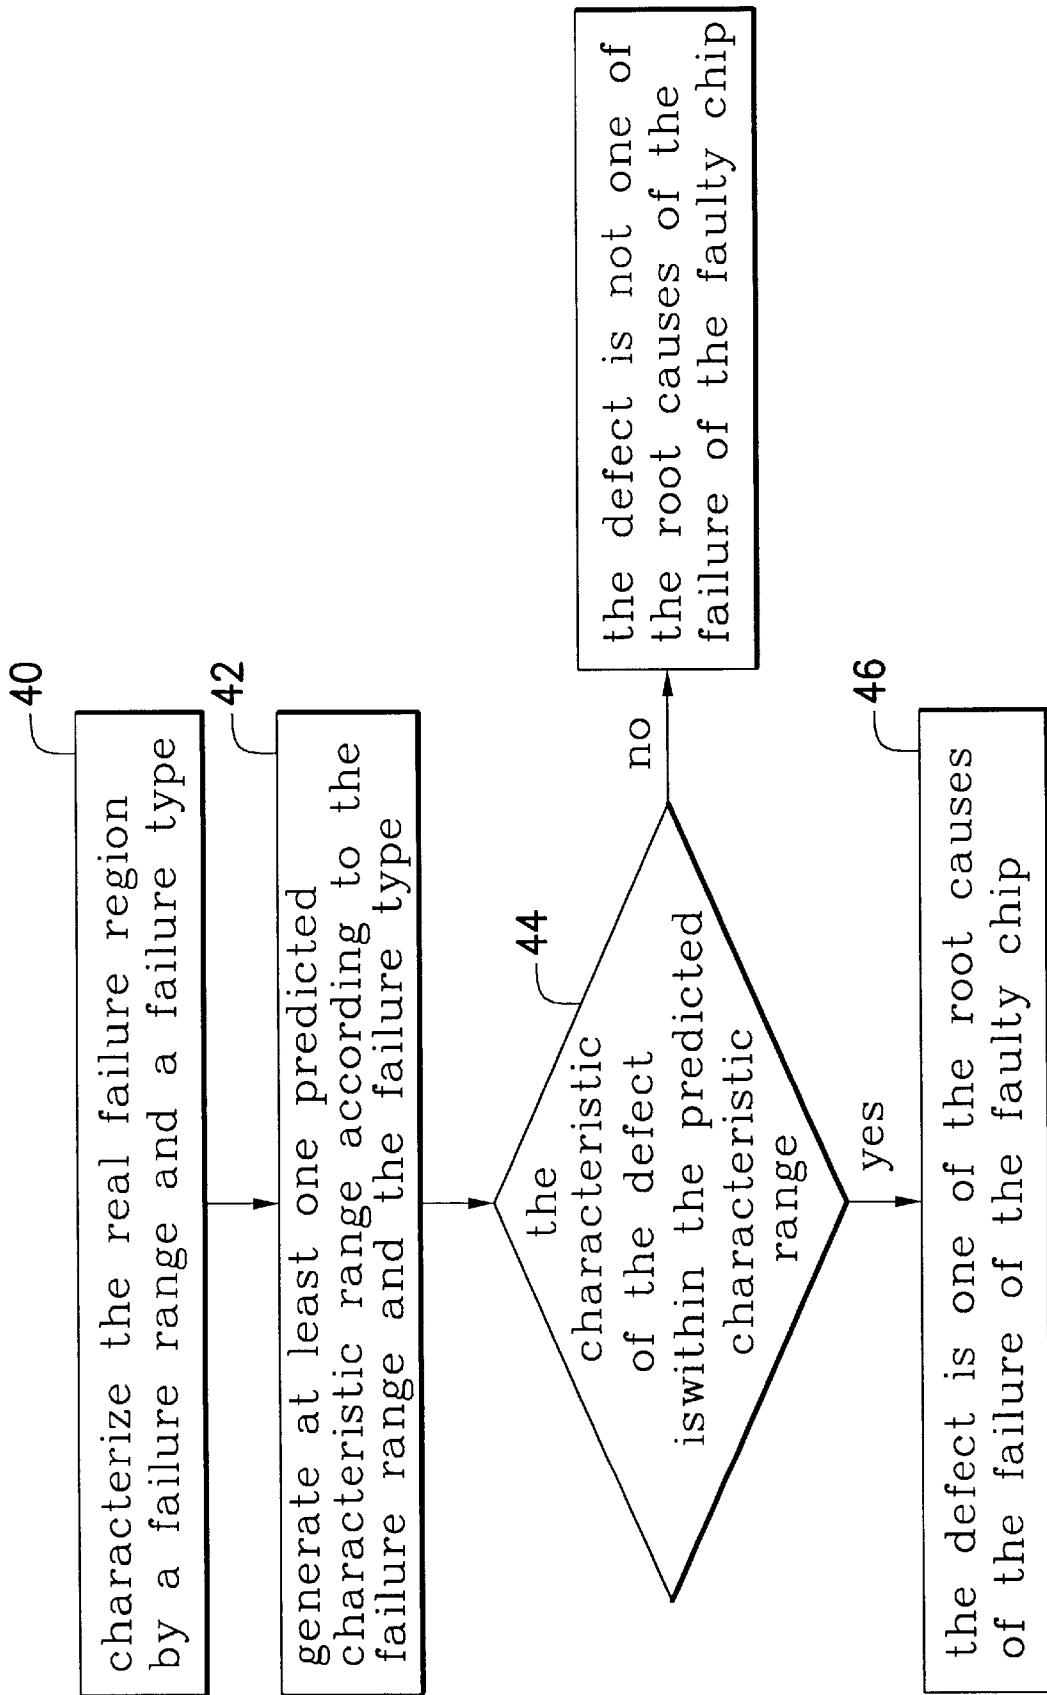 40
characterize the real failure region
by a failure range and a failure type
42
generate at least one predicted
characteristic range according to the
failure range and the failure type
44
the
characteristic
of the defect
iswithin the predicted
characteristic
range
no
the defect is not one of
the root causes of the
failure of the faulty chip
yes
46
the defect is one of the root causes
of the failure of the faulty chip